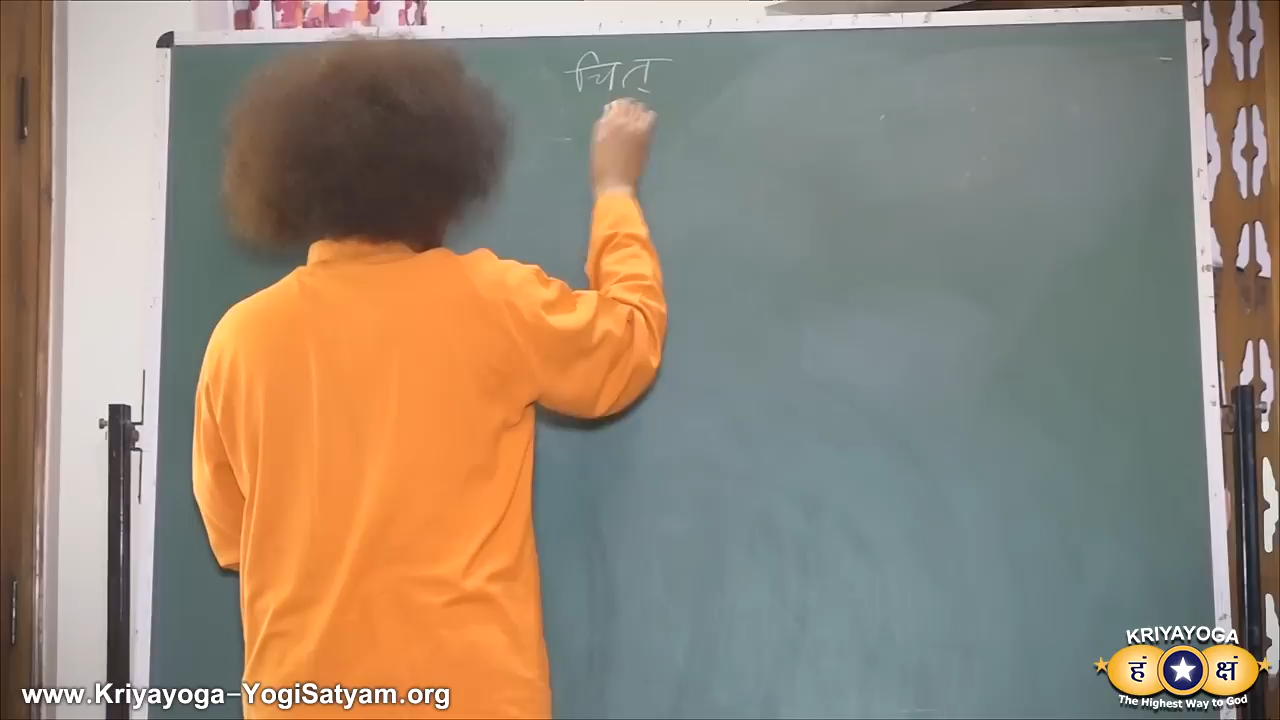 चित
www.Kriyayoga-YogiSatyam.org
KRIYAYOGA
हं क्षं
The Highest Way to God